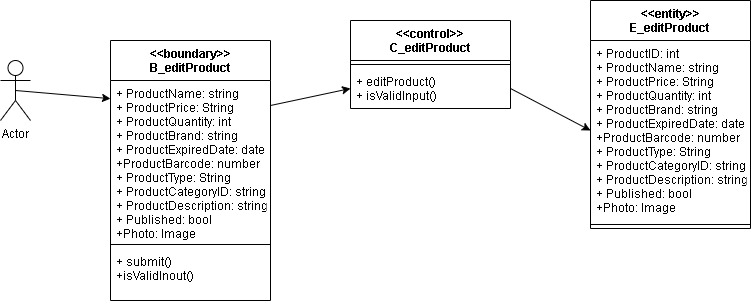 Actor
<<boundary>>
B_editProduct
+ ProductName: string
+ ProductPrice: String
+ ProductQuantity: int
+ ProductBrand: string
+ ProductExpiredDate: date
+ProductBarcode: number
+ ProductType: String
+ ProductCategoryID: string
+ ProductDescription: string
+ Published: bool
+Photo: Image
+ submit()
+isValidInout()
<<control>>
C_editProduct
+ editProduct()
+ isValidInput()
<<entity>>
E_editProduct
+ ProductID: int
+ ProductName: string
+ ProductPrice: String
+ ProductQuantity: int
+ ProductBrand: string
+ ProductExpiredDate: date
+ProductBarcode: number
+ ProductType: String
+ ProductCategoryID: string
+ ProductDescription: string
+ Published: bool
+Photo: Image